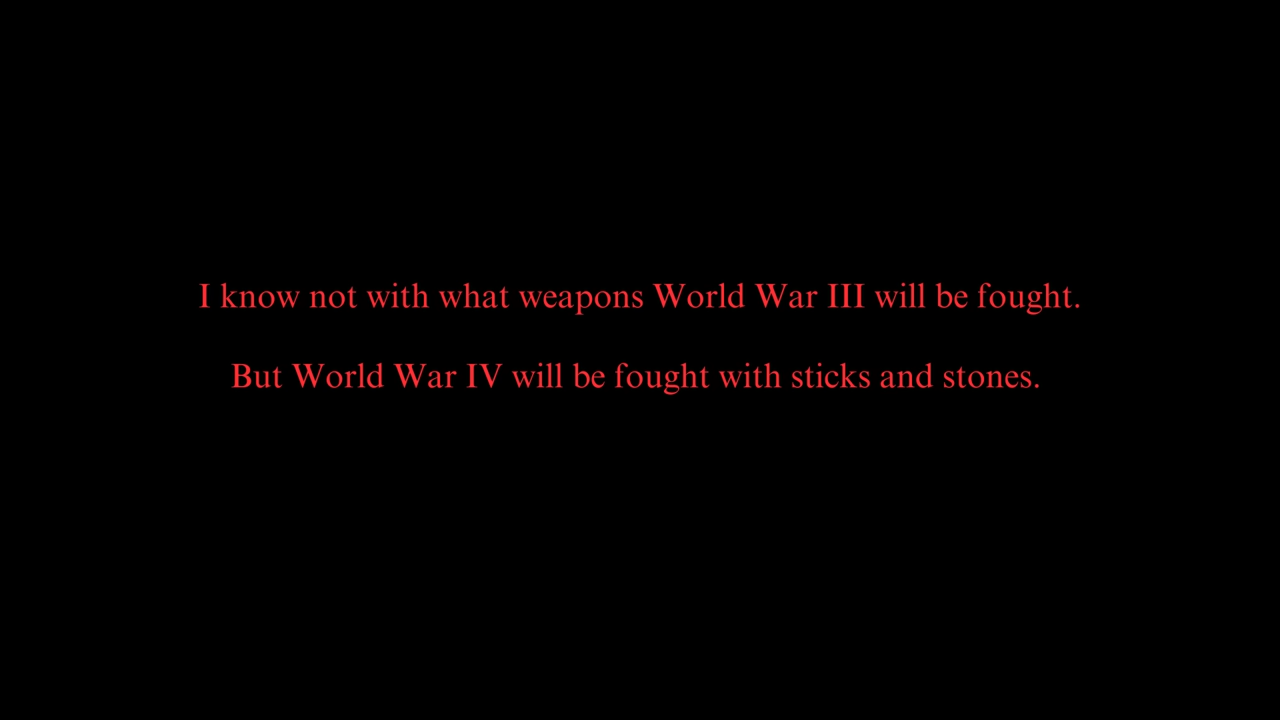 I know not with what weapons World War III will be fought.
But World War IV will be fought with sticks and stones.